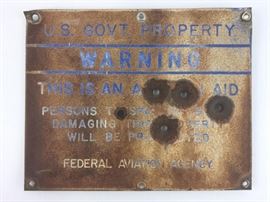 U.S. GOVT. PROPERTY
WARNING
THIS IS AN A AID
PERSONS
DAMAGING
WILL BE
FEDERAL AVIATION AGENCY